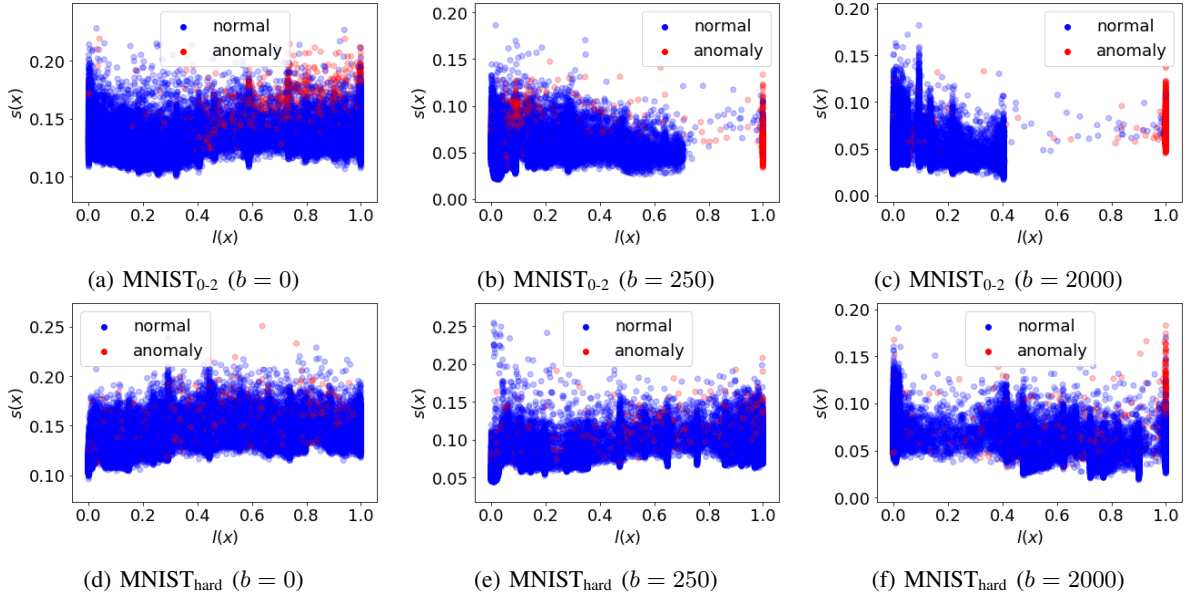 normal
anomaly
s(x)
0.20
0.15
0.10
0.0 0.2 0.4 0.6 0.8 1.0
l(x)
(a) MNIST0-2 (b = 0)
normal
anomaly
s(x)
0.20
0.15
0.10
0.05
0.00
0.0 0.2 0.4 0.6 0.8 1.0
l(x)
(b) MNIST0-2 (b = 250)
normal
anomaly
s(x)
0.20
0.15
0.10
0.05
0.00
0.0 0.2 0.4 0.6 0.8 1.0
l(x)
(c) MNIST0-2 (b = 2000)
normal
anomaly
s(x)
0.25
0.20
0.15
0.10
0.0 0.2 0.4 0.6 0.8 1.0
l(x)
(d) MNISThard (b = 0)
normal
anomaly
s(x)
0.25
0.20
0.15
0.10
0.05
0.0 0.2 0.4 0.6 0.8 1.0
l(x)
(e) MNISThard (b = 250)
normal
anomaly
s(x)
0.20
0.15
0.10
0.05
0.00
0.0 0.2 0.4 0.6 0.8 1.0
l(x)
(f) MNISThard (b = 2000)